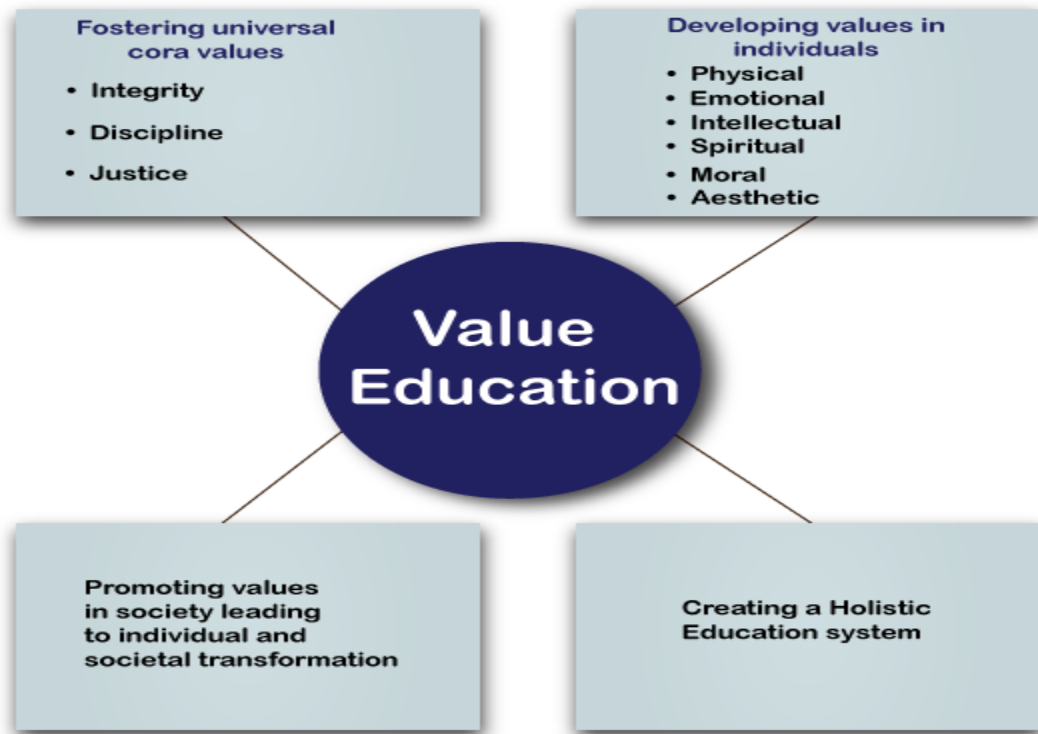 Fostering universal
cora values
• Integrity
• Discipline
• Justice
Developing values in
individuals
• Physical
• Emotional
• Intellectual
• Spiritual
• Moral
• Aesthetic
Value
Education
Promoting values
in society leading
to individual and
societal transformation
Creating a Holistic
Education system